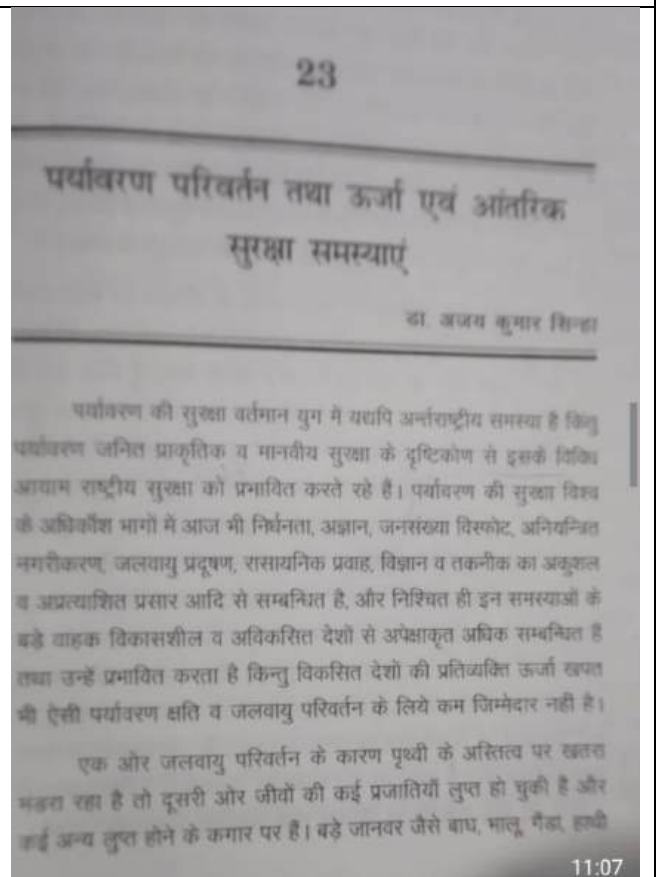 23
पर्यावरण परिवर्तन तथा ऊर्जा एवं आंतरिक
सुरक्षा समस्याएं
डा. अजय कुमार सिन्हा
पर्यावरण की सुरक्षा वर्तमान युग में यद्यपि अर्न्तराष्ट्रीय समस्या है किंतु
पर्यावरण जनित प्राकृतिक व मानवीय सुरक्षा के दृष्टिकोण से इसके विविध
आयाम राष्ट्रीय सुरक्षा को प्रभावित करते रहे हैं। पर्यावरण की सुरक्षा विश्व
के अधिकाँश भागों में आज भी निर्धनता, अज्ञान, जनसंख्या विस्फोट, अनियन्त्रित
नगरीकरण, जलवायु प्रदूषण, रासायनिक प्रवाह, विज्ञान व तकनीक का अकुशल
व अप्रत्याशित प्रसार आदि से सम्बन्धित है, और निश्चित ही इन समस्याओं के
बड़े वाहक विकासशील व अविकसित देशों से अपेक्षाकृत अधिक सम्बन्धित हैं
तथा उन्हें प्रभावित करता है किन्तु विकसित देशों की प्रतिव्यक्ति ऊर्जा खपत
भी ऐसी पर्यावरण क्षति व जलवायु परिवर्तन के लिये कम जिम्मेदार नही है।
एक ओर जलवायु परिवर्तन के कारण पृथ्वी के अस्तित्व पर खतरा
मंडरा रहा है तो दूसरी ओर जीवों की कई प्रजातियाँ लुप्त हो चुकी है और
कई अन्य लुप्त होने के कगार पर हैं। बड़े जानवर जैसे बाघ, भालू, गैंडा, हाथी
11:07